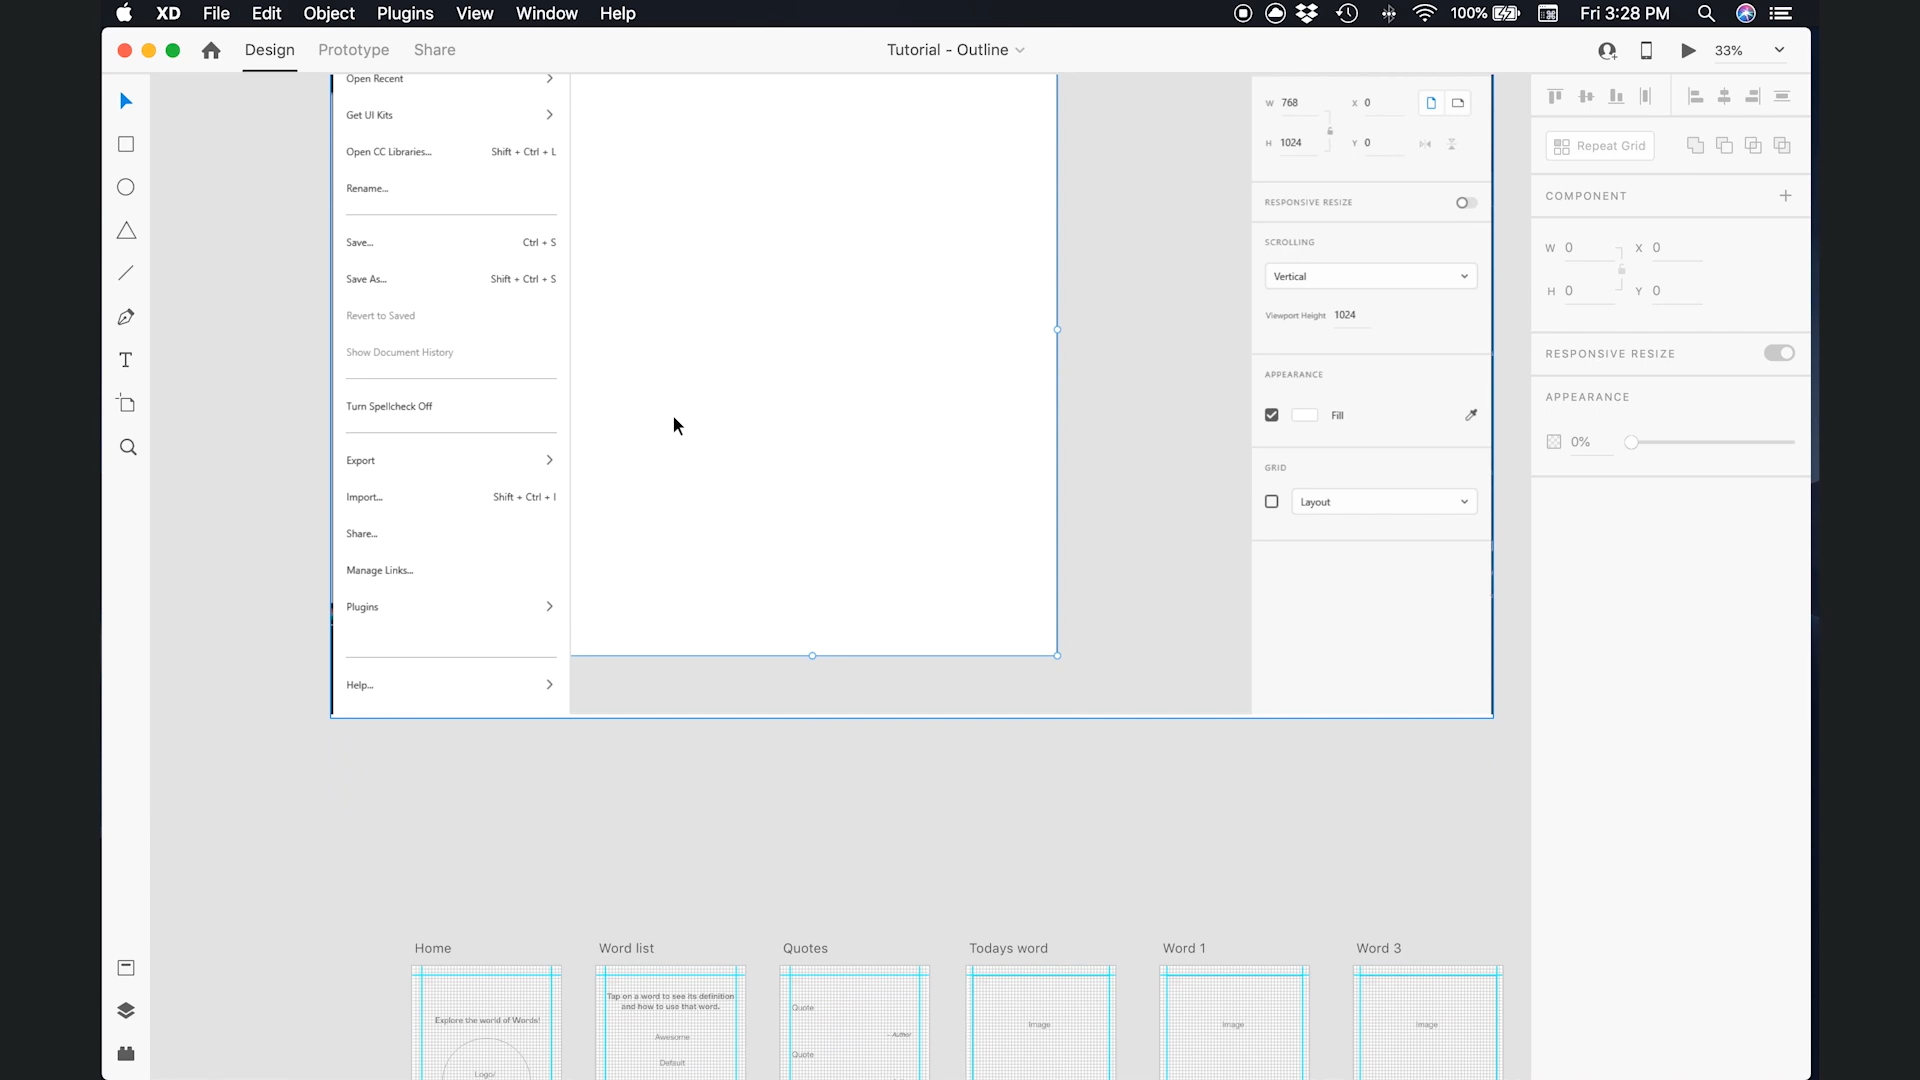 XD File Edit Object Plugins View Window Help 100% Fri 3:28 PM
Design Prototype Share Tutorial - Outline 33%
Open Recent
Get UI Kits
Open CC Libraries... Shift + Ctrl + L
Rename...
Save... Ctrl + S
Save As... Shift + Ctrl + S
Revert to Saved
Show Document History
Turn Spellcheck Off
Export
Import... Shift + Ctrl + I
Share...
Manage Links...
Plugins
Help...
W 768 X 0
H 1024 Y 0
RESPONSIVE RESIZE
SCROLLING
Vertical
Viewport Height 1024
APPEARANCE
Fill
GRID
Layout
Repeat Grid
COMPONENT
W 0 X 0
H 0 Y 0
RESPONSIVE RESIZE
APPEARANCE
0%
T
Home Word list Quotes Todays word Word 1 Word 3
Explore the world of Words!
Logo/
Tap on a word to see its definition
and how to use that word.
Awesome
Default
Quote
- Author
Quote
Image
Image
Image